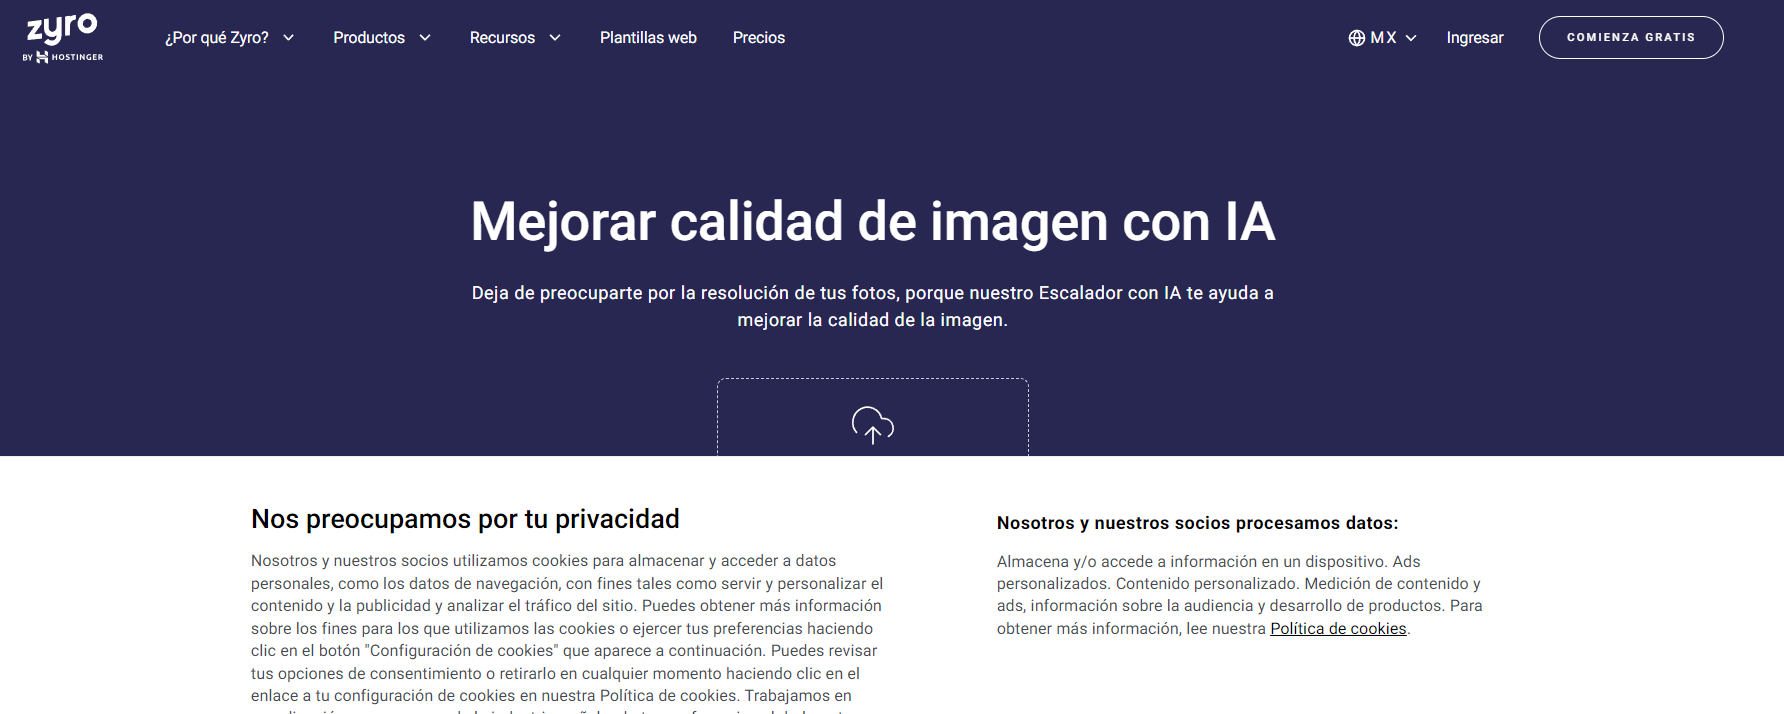 zyro
BY HOSTINGER
¿Por qué Zyro?
Productos
Recursos
Plantillas web
Precios
MX
Ingresar
COMIENZA GRATIS
Mejorar calidad de imagen con IA
Deja de preocuparte por la resolución de tus fotos, porque nuestro Escalador con IA te ayuda a
mejorar la calidad de la imagen.
Nos preocupamos por tu privacidad
Nosotros y nuestros socios utilizamos cookies para almacenar y acceder a datos
personales, como los datos de navegación, con fines tales como servir y personalizar el
contenido y la publicidad y analizar el tráfico del sitio. Puedes obtener más información
sobre los fines para los que utilizamos las cookies o ejercer tus preferencias haciendo
clic en el botón "Configuración de cookies" que aparece a continuación. Puedes revisar
tus opciones de consentimiento o retirarlo en cualquier momento haciendo clic en el
enlace a tu configuración de cookies en nuestra Política de cookies. Trabajamos en
Nosotros y nuestros socios procesamos datos:
Almacena y/o accede a información en un dispositivo. Ads
personalizados. Contenido personalizado. Medición de contenido y
ads, información sobre la audiencia y desarrollo de productos. Para
obtener más información, lee nuestra Política de cookies.